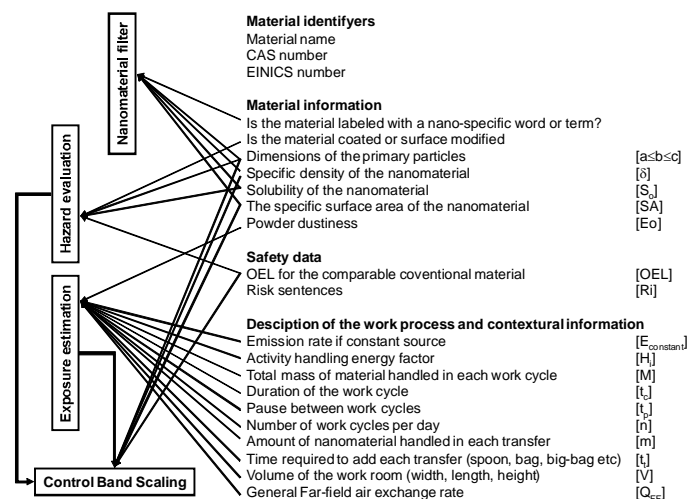 Nanomaterial filter
Hazard evaluation
Exposure estimation
Control Band Scaling
Material identifyers
Material name
CAS number
EINICS number
Material information
Is the material labeled with a nano-specific word or term?
Is the material coated or surface modified
Dimensions of the primary particles [a≤b≤c]
Specific density of the nanomaterial [δ]
Solubility of the nanomaterial [So]
The specific surface area of the nanomaterial [SA]
Powder dustiness [Eo]
Safety data
OEL for the comparable coventional material [OEL]
Risk sentences [Ri]
Desciption of the work process and contextural information
Emission rate if constant source [Econstant]
Activity handling energy factor [Hi]
Total mass of material handled in each work cycle [M]
Duration of the work cycle [tc]
Pause between work cycles [tp]
Number of work cycles per day [n]
Amount of nanomaterial handled in each transfer [m]
Time required to add each transfer (spoon, bag, big-bag etc) [tt]
Volume of the work room (width, length, height) [V]
General Far-field air exchange rate [QFF]